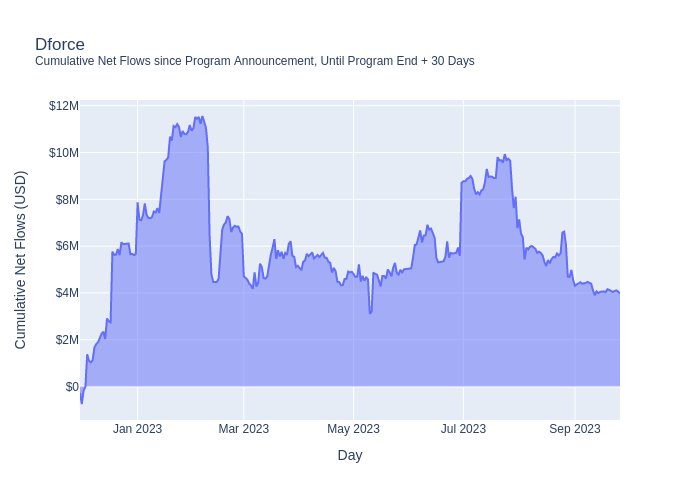 Dforce
Cumulative Net Flows since Program Announcement, Until Program End + 30 Days
$12M
$10M
$8M
$6M
$4M
$2M
$0
Cumulative Net Flows (USD)
Jan 2023
Mar 2023
May 2023
Jul 2023
Sep 2023
Day